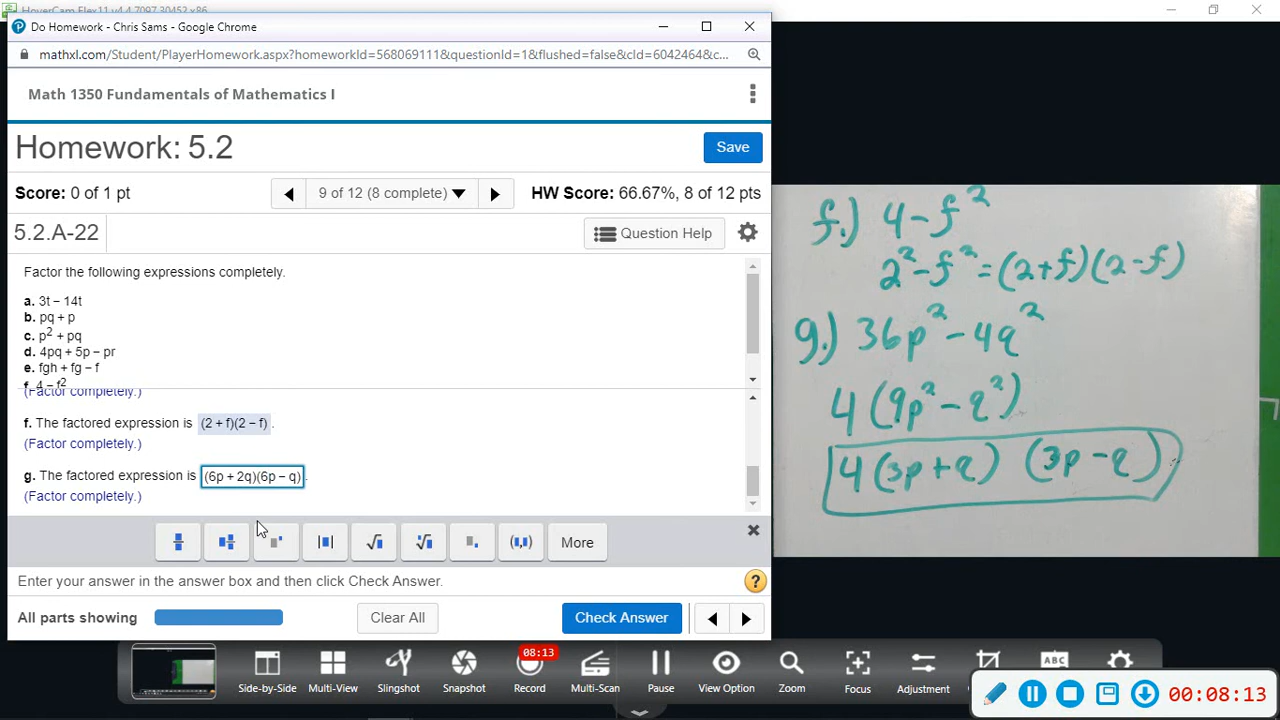 HoverCam Flex11 v4.4.7097.30452 x86
Do Homework - Chris Sams - Google Chrome
mathxl.com/Student/PlayerHomework.aspx?homeworkId=568069111&questionId=1&flushed=false&cId=6042464&c...
Math 1350 Fundamentals of Mathematics I
Homework: 5.2
Save
Score: 0 of 1 pt
9 of 12 (8 complete)
HW Score: 66.67%, 8 of 12 pts
5.2.A-22
Question Help
Factor the following expressions completely.
a. 3t − 14t
b. pq + p
c. p² + pq
d. 4pq + 5p − pr
e. fgh + fg − f
f. 4 − f²
(Factor completely.)
f. The factored expression is (2 + f)(2 − f).
(Factor completely.)
g. The factored expression is (6p + 2q)(6p − q).
(Factor completely.)
More
Enter your answer in the answer box and then click Check Answer.
?
All parts showing
Clear All
Check Answer
f.) 4 − f²
2² − f² = (2+f)(2−f)
g.) 36p² − 4q²
4(9p² − q²)
4(3p+q) (3p−q)
Side-by-Side
Multi-View
Slingshot
Snapshot
08:13
Record
Multi-Scan
Pause
View Option
Zoom
Focus
Adjustment
ABC
00:08:13